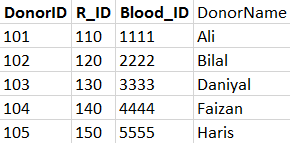 DonorID R_ID Blood_ID DonorName
101 110 1111 Ali
102 120 2222 Bilal
103 130 3333 Daniyal
104 140 4444 Faizan
105 150 5555 Haris